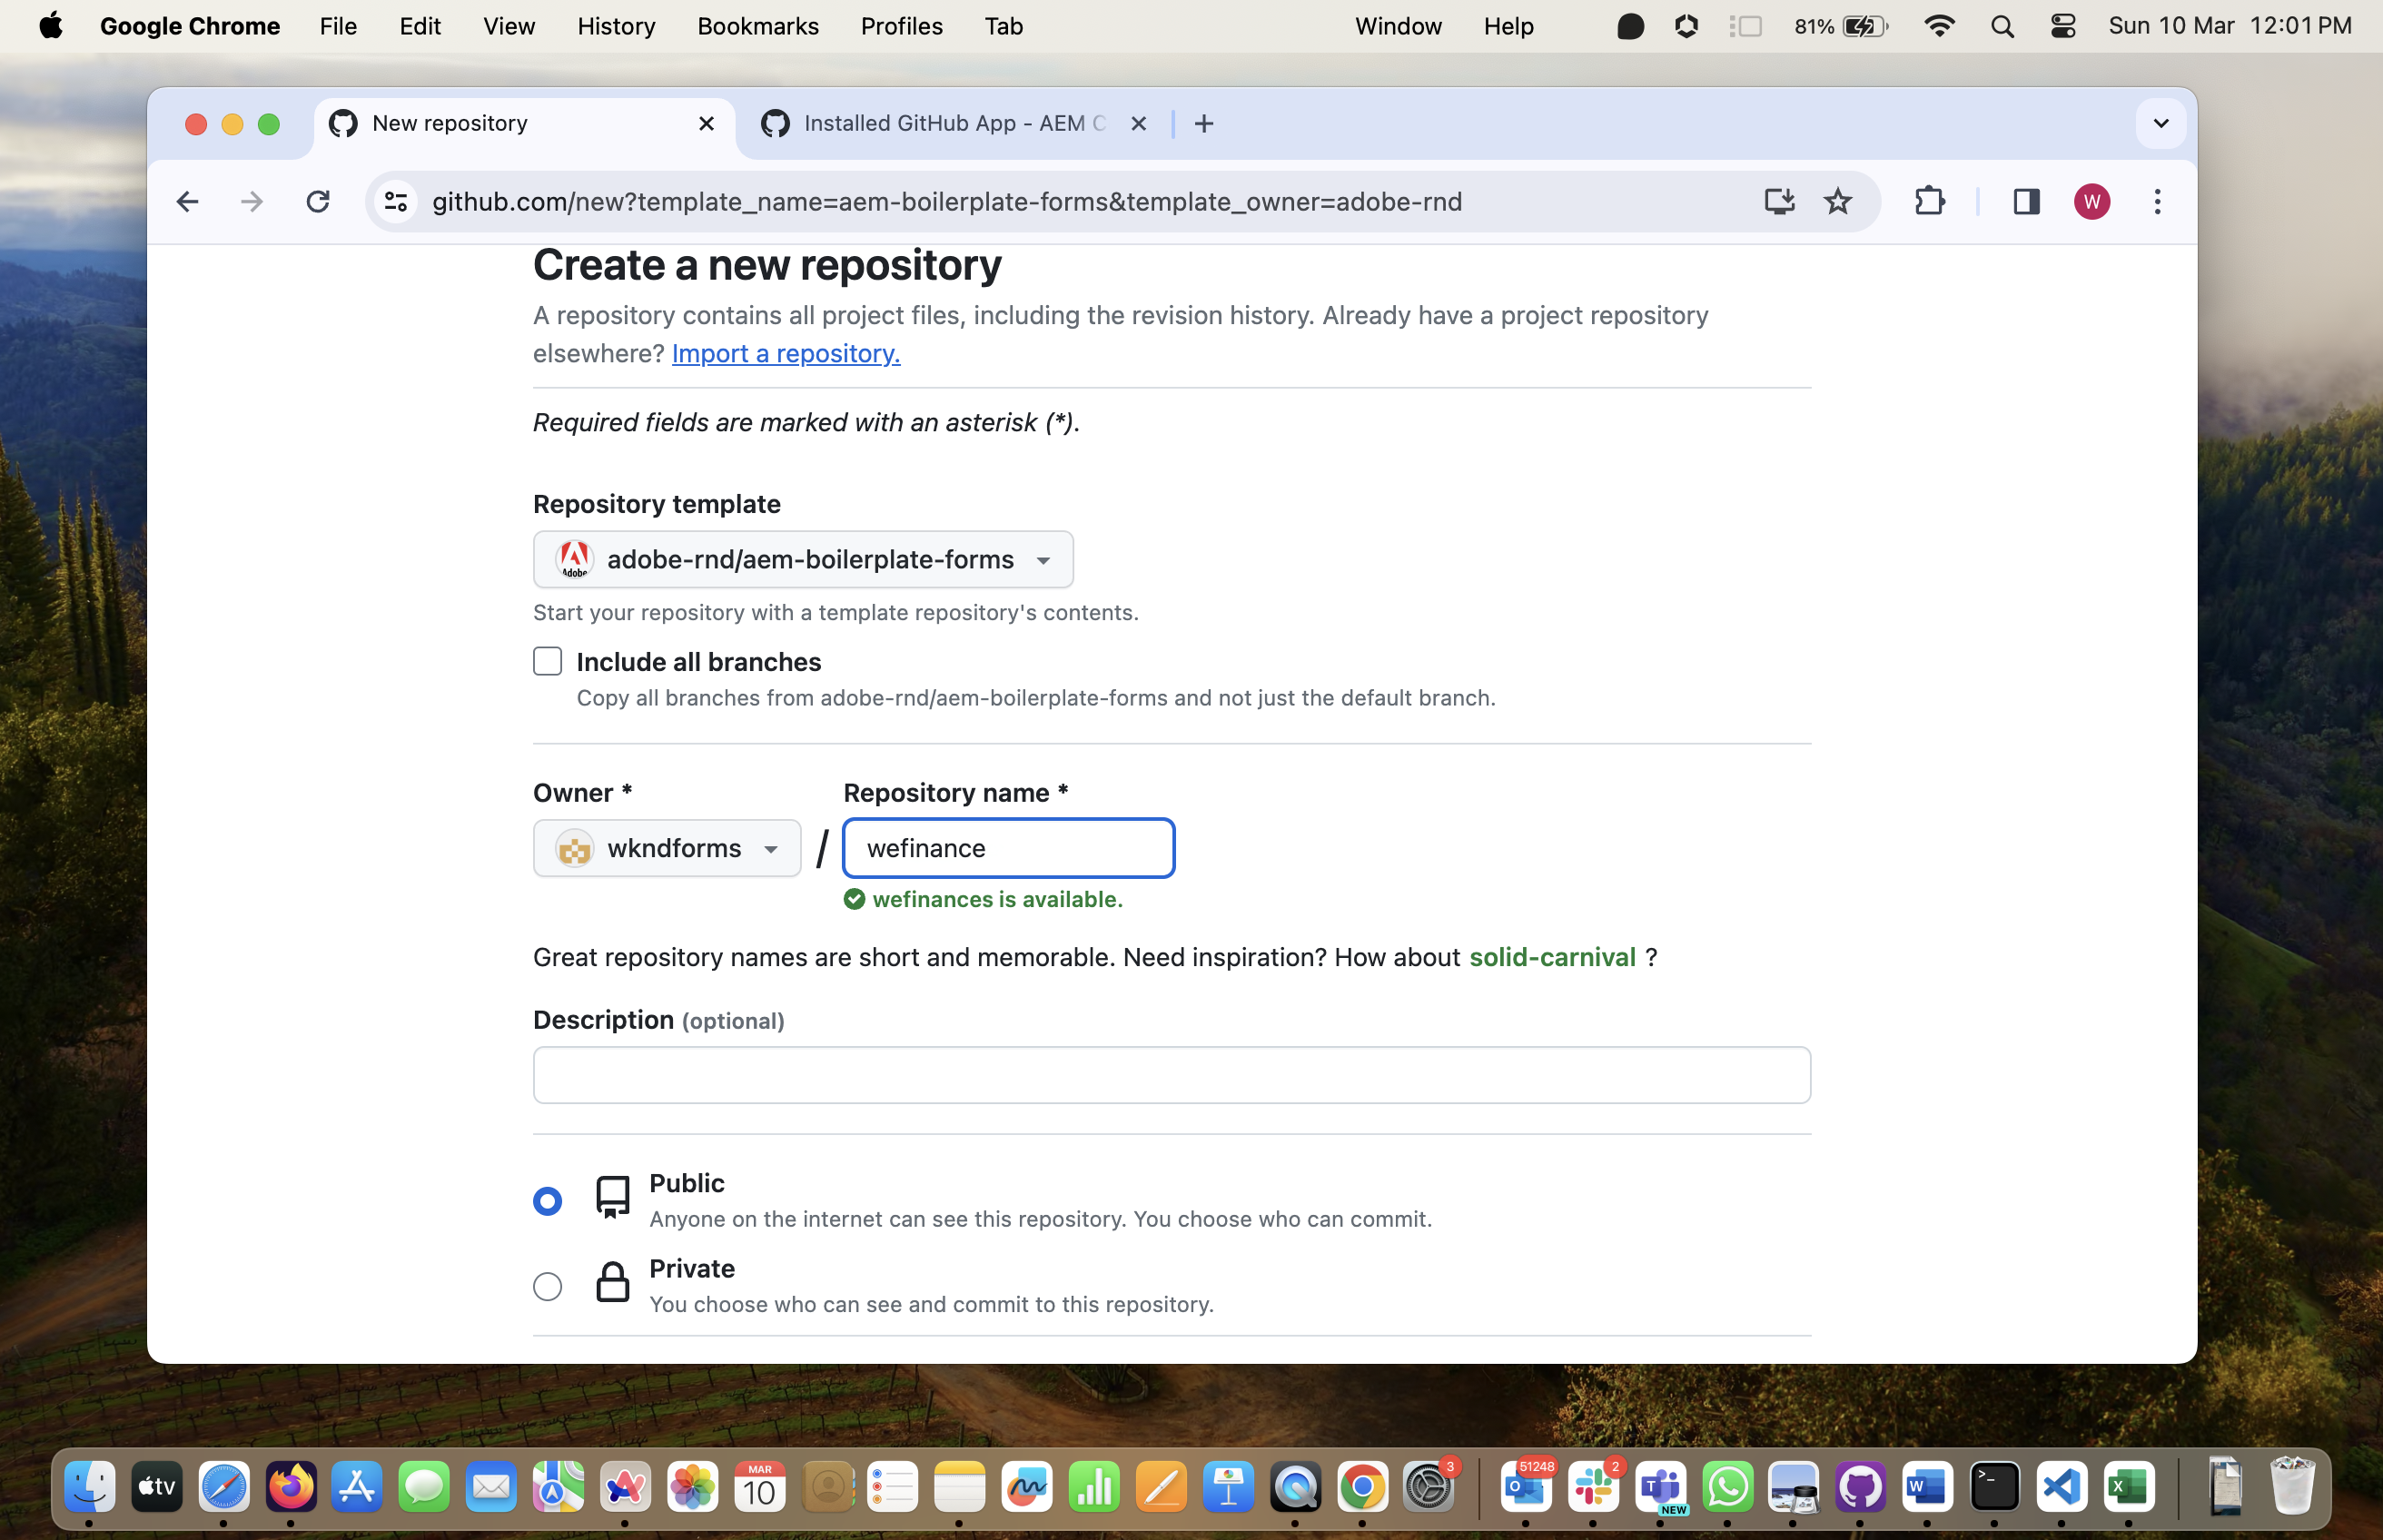 Google Chrome File Edit View History Bookmarks Profiles Tab Window Help 81% Sun 10 Mar 12:01 PM
New repository
Installed GitHub App - AEM C
github.com/new?template_name=aem-boilerplate-forms&template_owner=adobe-rnd
W
Create a new repository
A repository contains all project files, including the revision history. Already have a project repository
elsewhere? Import a repository.
Required fields are marked with an asterisk (*).
Repository template
Adobe
adobe-rnd/aem-boilerplate-forms
Start your repository with a template repository's contents.
Include all branches
Copy all branches from adobe-rnd/aem-boilerplate-forms and not just the default branch.
Owner * Repository name *
wkndforms / wefinance
wefinances is available.
Great repository names are short and memorable. Need inspiration? How about solid-carnival ?
Description (optional)
Public
Anyone on the internet can see this repository. You choose who can commit.
Private
You choose who can see and commit to this repository.
tv
MAR
10
3
51248
2
NEW